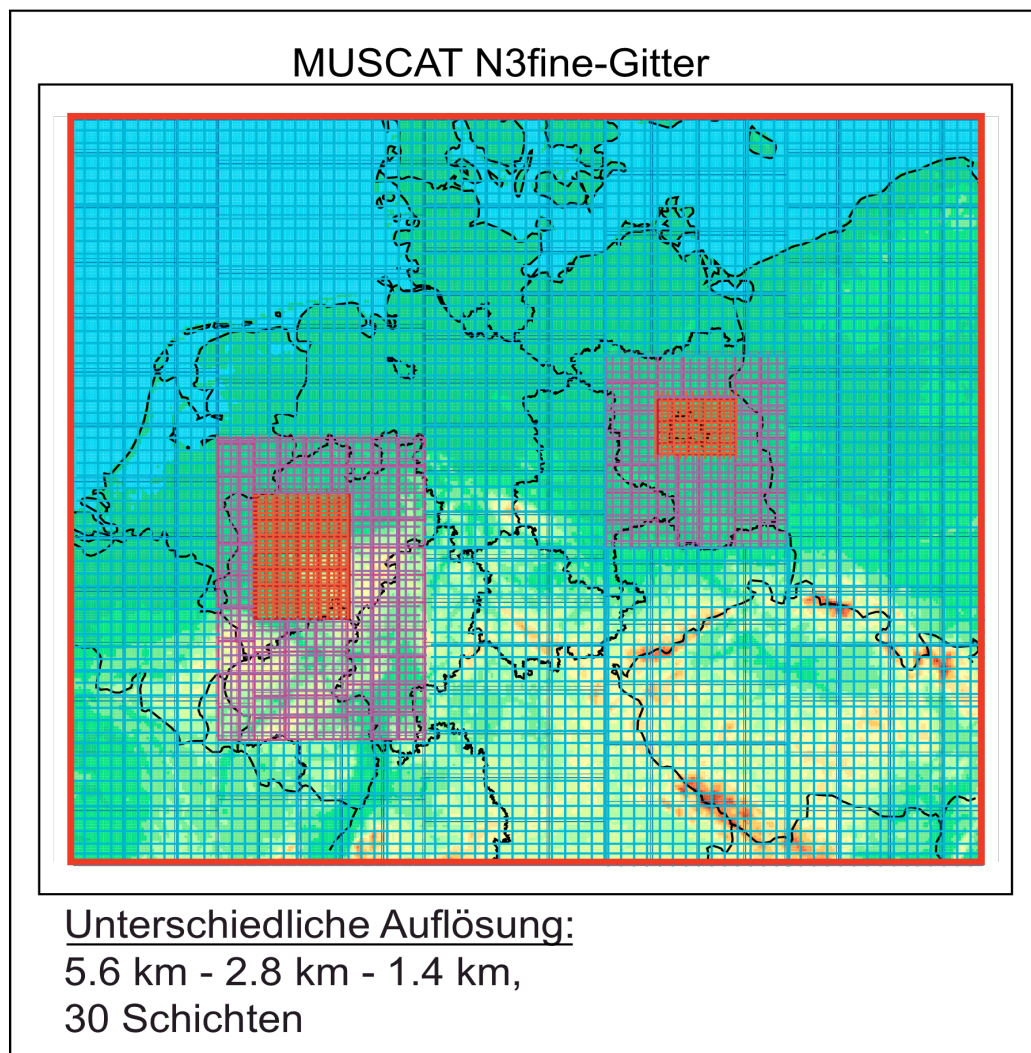 MUSCAT N3fine-Gitter
Unterschiedliche Auflösung:
5.6 km - 2.8 km - 1.4 km,
30 Schichten